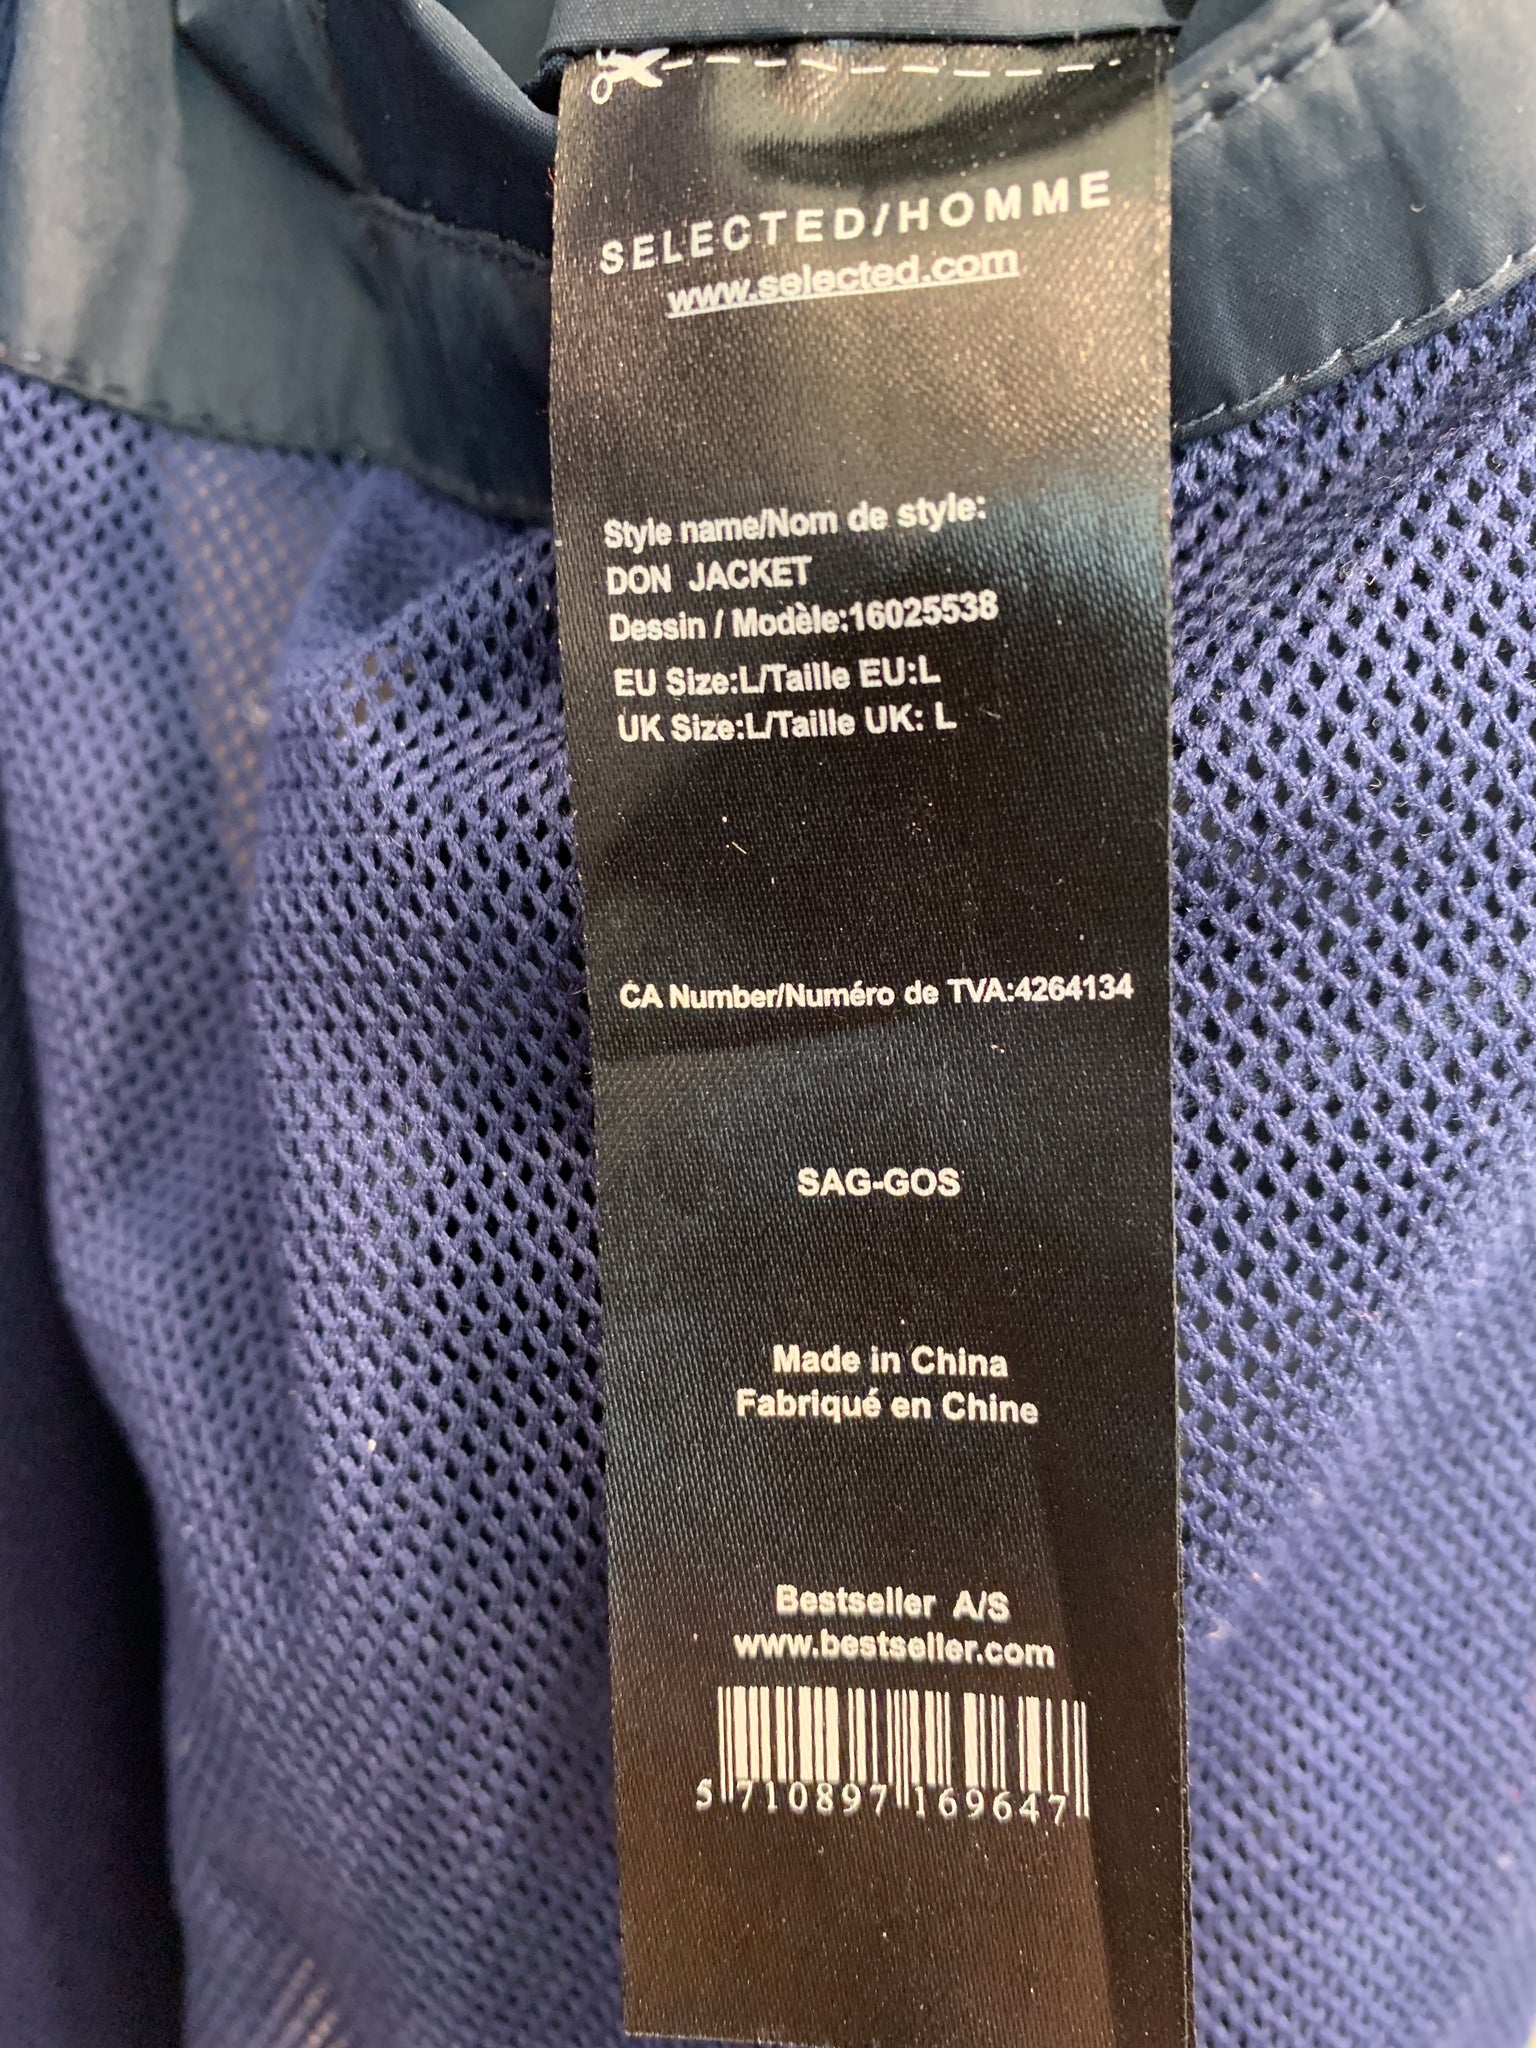 SELECTED/HOMME
www.selected.com
Style name/Nom de style:
DON JACKET
Dessin / Modèle:16025538
EU Size:L/Taille EU:L
UK Size:L/Taille UK: L
CA Number/Numéro de TVA:4264134
SAG-GOS
Made in China
Fabriqué en Chine
Bestseller A/S
www.bestseller.com
5 710897 169647